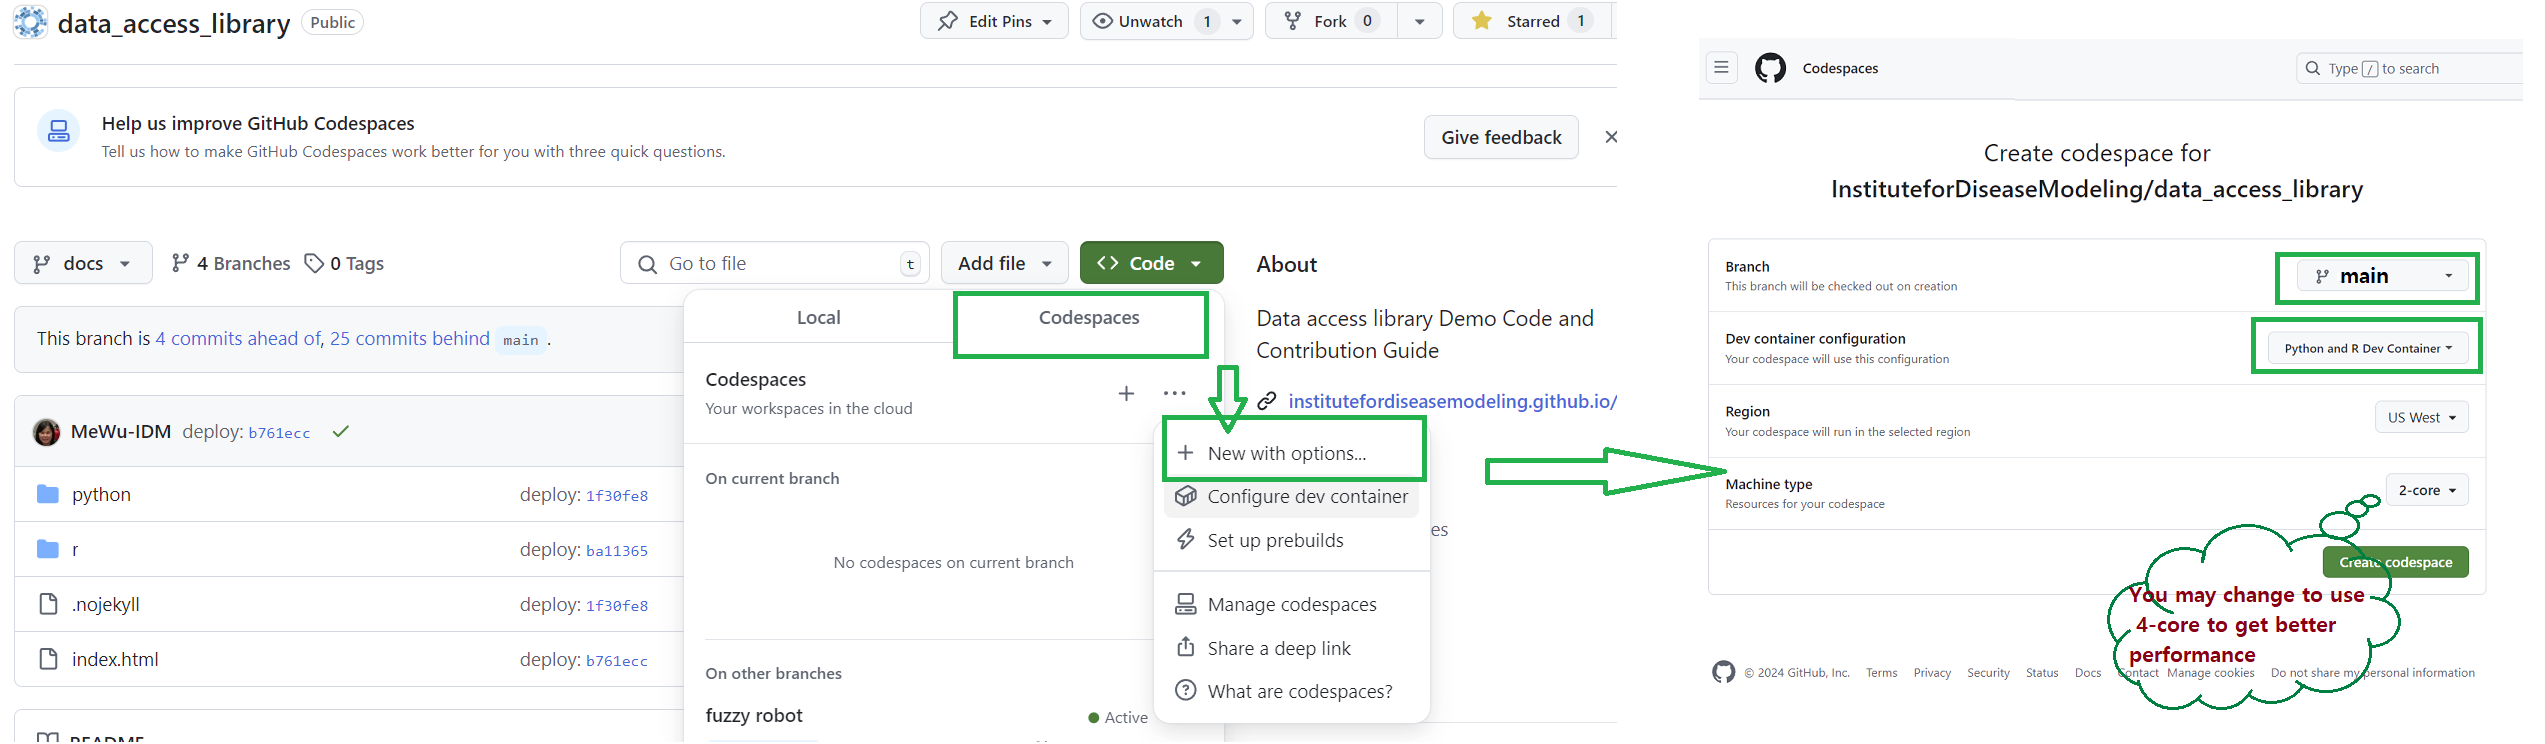 data_access_library Public
Edit Pins
Unwatch 1
Fork 0
Starred 1
Help us improve GitHub Codespaces
Tell us how to make GitHub Codespaces work better for you with three quick questions.
Give feedback
docs
4 Branches
0 Tags
Go to file t
Add file
Code
This branch is 4 commits ahead of, 25 commits behind main .
MeWu-IDM deploy: b761ecc
python deploy: 1f30fe8
r deploy: ba11365
.nojekyll deploy: 1f30fe8
index.html deploy: b761ecc
README
Local
Codespaces
Codespaces
Your workspaces in the cloud
On current branch
No codespaces on current branch
On other branches
fuzzy robot
Active
New with options...
Configure dev container
Set up prebuilds
Manage codespaces
Share a deep link
What are codespaces?
About
Data access library Demo Code and
Contribution Guide
institutefordiseasemodeling.github.io/
es
Codespaces
Type / to search
Create codespace for
InstituteforDiseaseModeling/data_access_library
Branch
This branch will be checked out on creation
main
Dev container configuration
Your codespace will use this configuration
Python and R Dev Container
Region
Your codespace will run in the selected region
US West
Machine type
Resources for your codespace
2-core
Create codespace
You may change to use
4-core to get better
performance
© 2024 GitHub, Inc. Terms Privacy Security Status Docs Contact Manage cookies Do not share my personal information